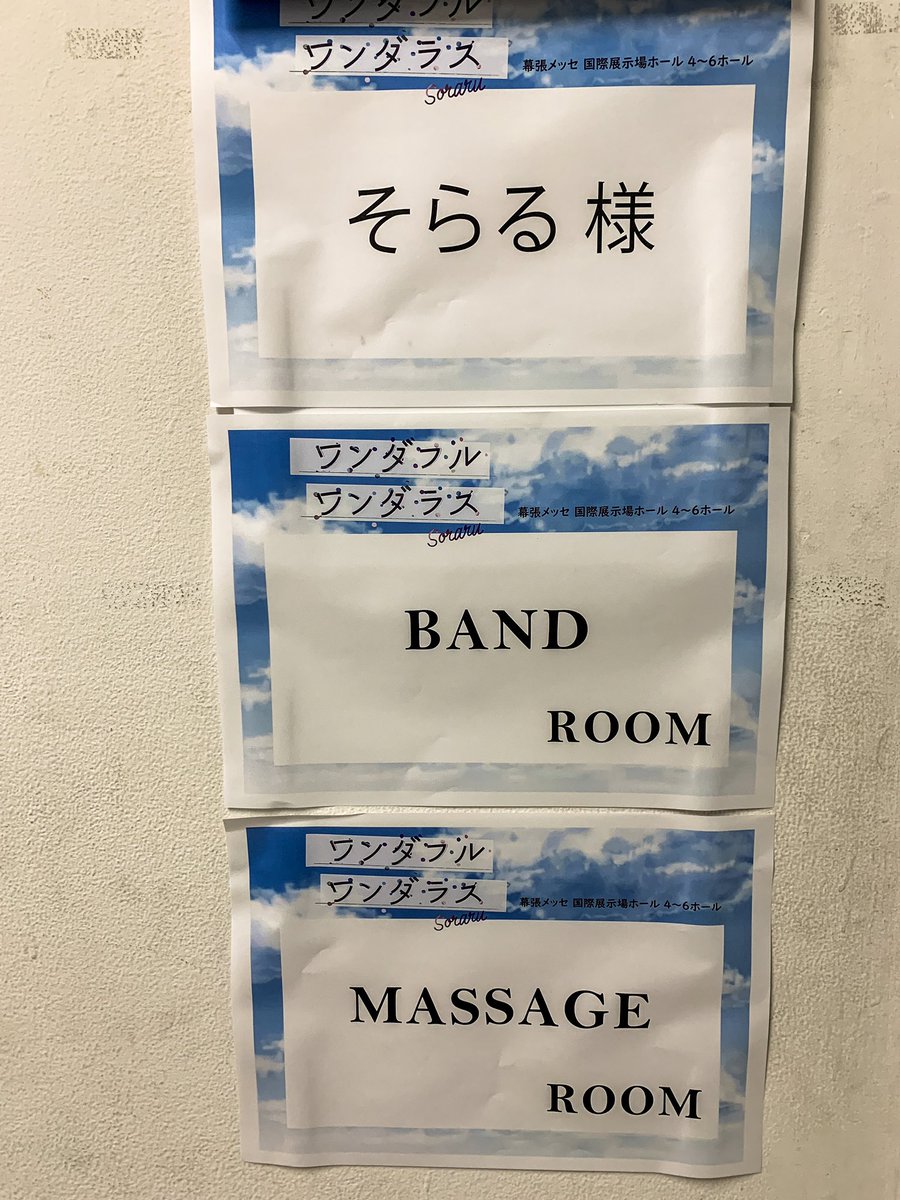 ワンダフル
ワンダラス
Soraru
幕張メッセ 国際展示場ホール 4～6ホール
そらる 様
ワンダフル
ワンダラス
Soraru
幕張メッセ 国際展示場ホール 4～6ホール
BAND
ROOM
ワンダフル
ワンダラス
Soraru
幕張メッセ 国際展示場ホール 4～6ホール
MASSAGE
ROOM